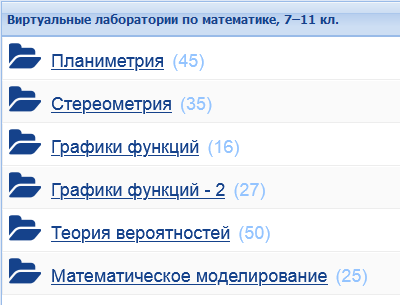 Виртуальные лаборатории по математике, 7–11 кл.
Планиметрия (45)
Стереометрия (35)
Графики функций (16)
Графики функций - 2 (27)
Теория вероятностей (50)
Математическое моделирование (25)